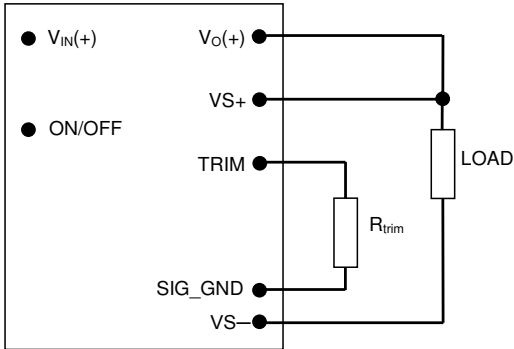 V_IN(+)
V_O(+)
VS+
ON/OFF
LOAD
TRIM
R_trim
SIG_GND
VS─